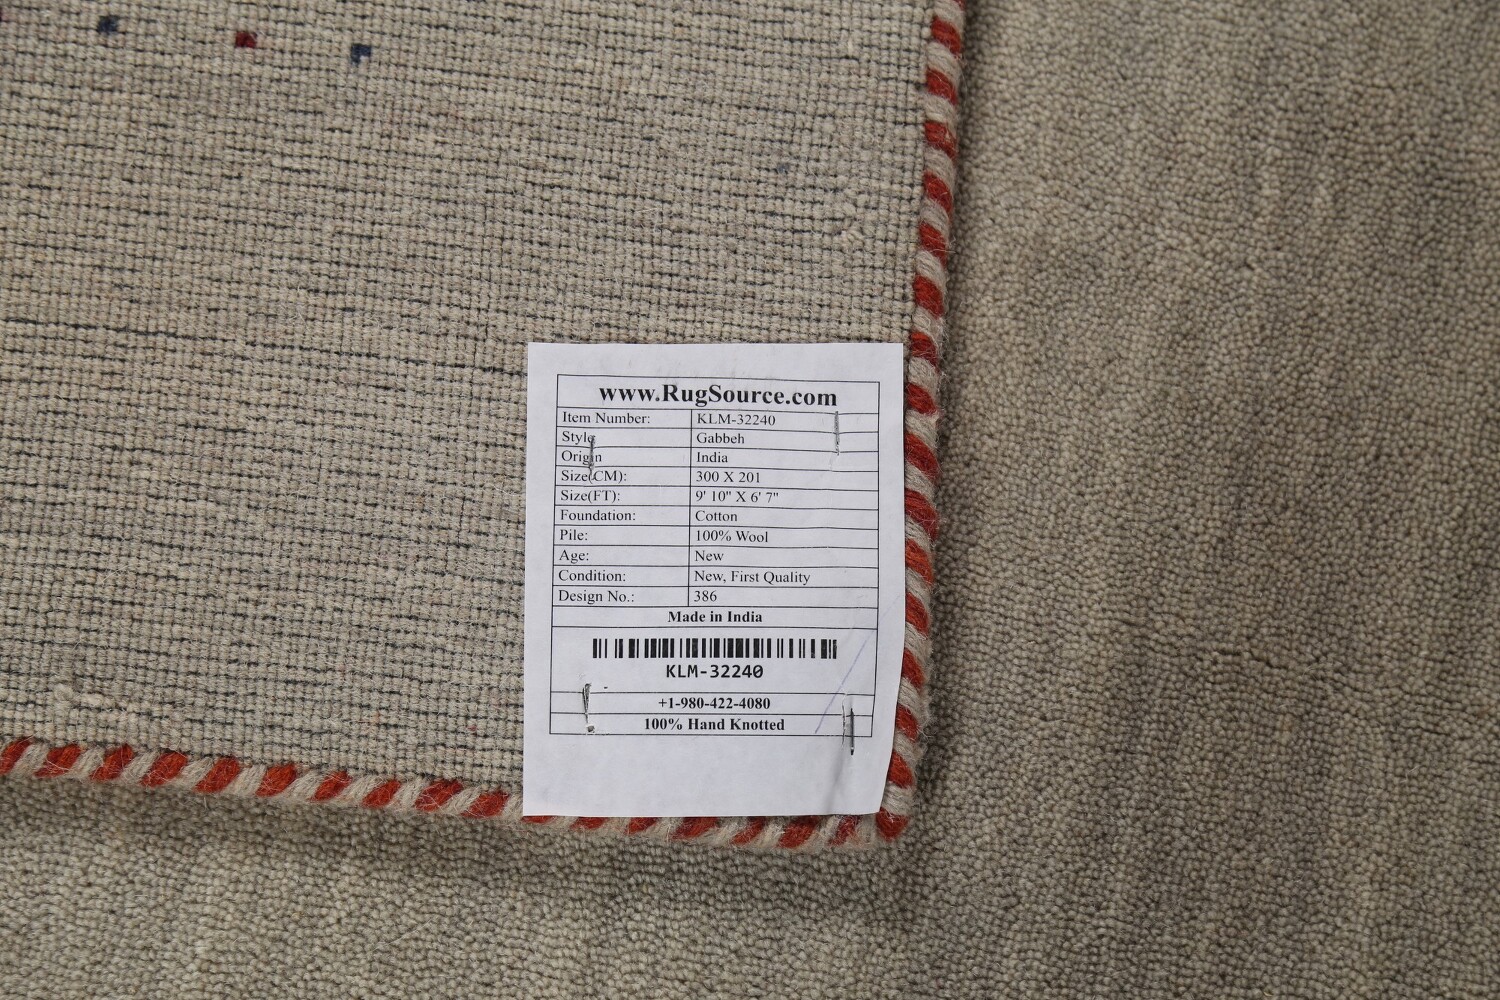 www.RugSource.com
Item Number: KLM-32240
Style Gabbeh
Origin India
Size(CM): 300 X 201
Size(FT): 9' 10" X 6' 7"
Foundation: Cotton
Pile: 100% Wool
Age: New
Condition: New, First Quality
Design No.: 386
Made in India
KLM-32240
+1-980-422-4080
100% Hand Knotted